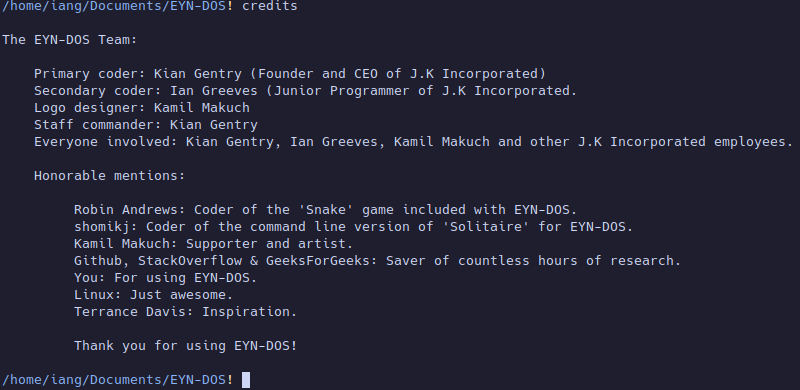 /home/iang/Documents/EYN-DOS! credits
The EYN-DOS Team:
Primary coder: Kian Gentry (Founder and CEO of J.K Incorporated)
Secondary coder: Ian Greeves (Junior Programmer of J.K Incorporated.
Logo designer: Kamil Makuch
Staff commander: Kian Gentry
Everyone involved: Kian Gentry, Ian Greeves, Kamil Makuch and other J.K Incorporated employees.
Honorable mentions:
Robin Andrews: Coder of the 'Snake' game included with EYN-DOS.
shomikj: Coder of the command line version of 'Solitaire' for EYN-DOS.
Kamil Makuch: Supporter and artist.
Github, StackOverflow & GeeksForGeeks: Saver of countless hours of research.
You: For using EYN-DOS.
Linux: Just awesome.
Terrance Davis: Inspiration.
Thank you for using EYN-DOS!
/home/iang/Documents/EYN-DOS!